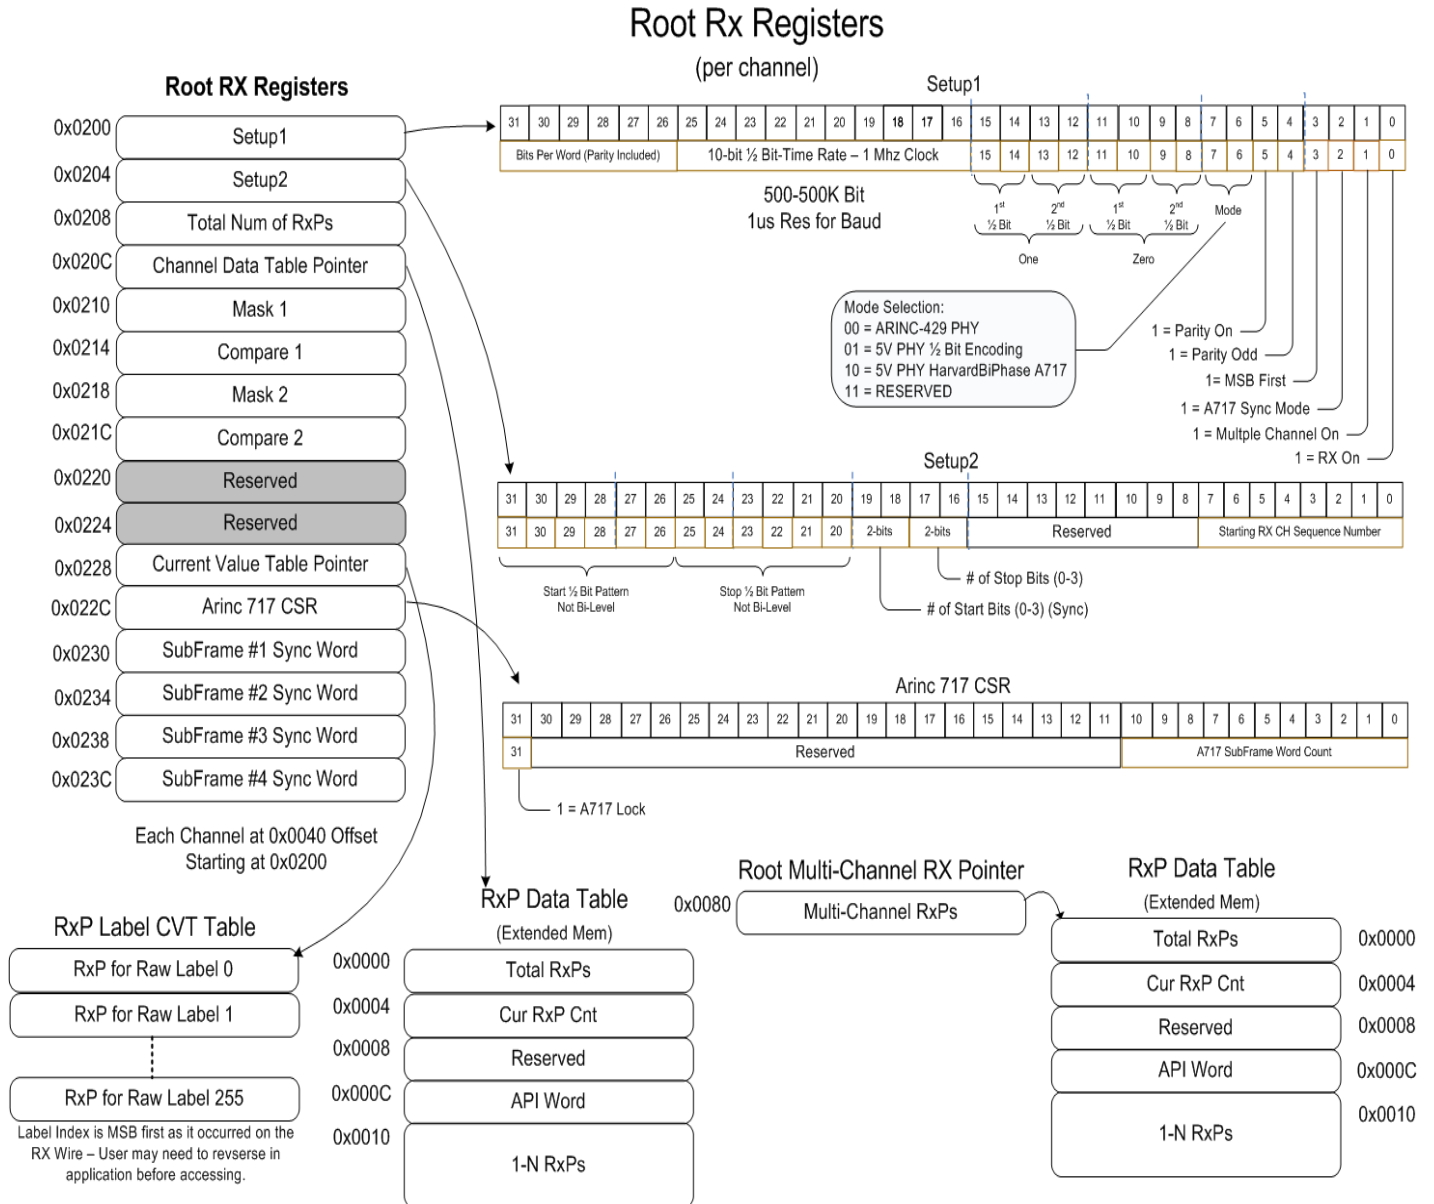 Root Rx Registers
(per channel)
Root RX Registers
0x0200 Setup1
0x0204 Setup2
0x0208 Total Num of RxPs
0x020C Channel Data Table Pointer
0x0210 Mask 1
0x0214 Compare 1
0x0218 Mask 2
0x021C Compare 2
0x0220 Reserved
0x0224 Reserved
0x0228 Current Value Table Pointer
0x022C Arinc 717 CSR
0x0230 SubFrame #1 Sync Word
0x0234 SubFrame #2 Sync Word
0x0238 SubFrame #3 Sync Word
0x023C SubFrame #4 Sync Word
Each Channel at 0x0040 Offset
Starting at 0x0200
Setup1
31 30 29 28 27 26 25 24 23 22 21 20 19 18 17 16 15 14 13 12 11 10 9 8 7 6 5 4 3 2 1 0
Bits Per Word (Parity Included) 10-bit ½ Bit-Time Rate – 1 Mhz Clock 15 14 13 12 11 10 9 8 7 6 5 4 3 2 1 0
500-500K Bit
1us Res for Baud
1st 2nd 1st 2nd Mode
½ Bit ½ Bit ½ Bit ½ Bit
One Zero
Mode Selection:
00 = ARINC-429 PHY
01 = 5V PHY ½ Bit Encoding
10 = 5V PHY HarvardBiPhase A717
11 = RESERVED
1 = Parity On
1 = Parity Odd
1= MSB First
1 = A717 Sync Mode
1 = Multple Channel On
1 = RX On
Setup2
31 30 29 28 27 26 25 24 23 22 21 20 19 18 17 16 15 14 13 12 11 10 9 8 7 6 5 4 3 2 1 0
31 30 29 28 27 26 25 24 23 22 21 20 2-bits 2-bits Reserved Starting RX CH Sequence Number
Start ½ Bit Pattern
Not Bi-Level
Stop ½ Bit Pattern
Not Bi-Level
# of Stop Bits (0-3)
# of Start Bits (0-3) (Sync)
Arinc 717 CSR
31 30 29 28 27 26 25 24 23 22 21 20 19 18 17 16 15 14 13 12 11 10 9 8 7 6 5 4 3 2 1 0
31 Reserved A717 SubFrame Word Count
1 = A717 Lock
RxP Label CVT Table
RxP for Raw Label 0
RxP for Raw Label 1
RxP for Raw Label 255
Label Index is MSB first as it occurred on the
RX Wire – User may need to revserse in
application before accessing.
RxP Data Table
(Extended Mem)
0x0000 Total RxPs
0x0004 Cur RxP Cnt
0x0008 Reserved
0x000C API Word
0x0010 1-N RxPs
Root Multi-Channel RX Pointer
0x0080 Multi-Channel RxPs
RxP Data Table
(Extended Mem)
Total RxPs 0x0000
Cur RxP Cnt 0x0004
Reserved 0x0008
API Word 0x000C
1-N RxPs 0x0010